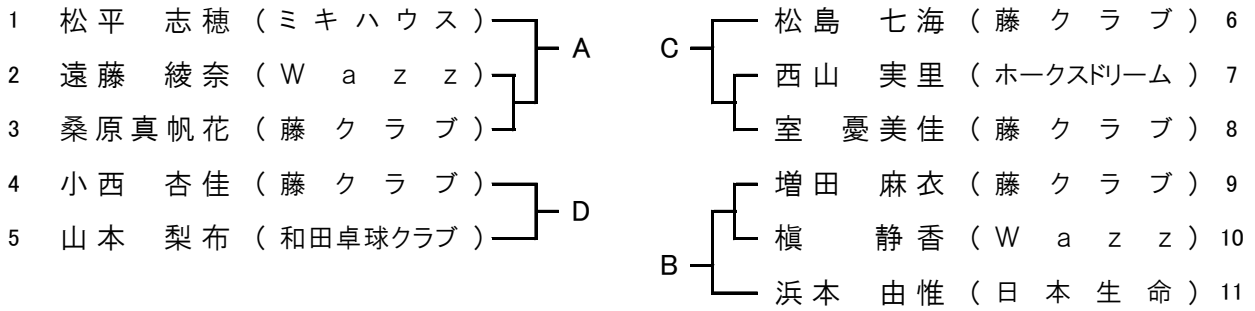 1 松平 志穂 (ミキハウス)
A
2 遠藤 綾奈 (Wazz)
3 桑原真帆花 (藤クラブ)
4 小西 杏佳 (藤クラブ)
D
5 山本 梨布 (和田卓球クラブ)
松島 七海 (藤クラブ) 6
C
西山 実里 (ホークスドリーム) 7
室 憂美佳 (藤クラブ) 8
増田 麻衣 (藤クラブ) 9
槇 静香 (Wazz) 10
B
浜本 由惟 (日本生命) 11